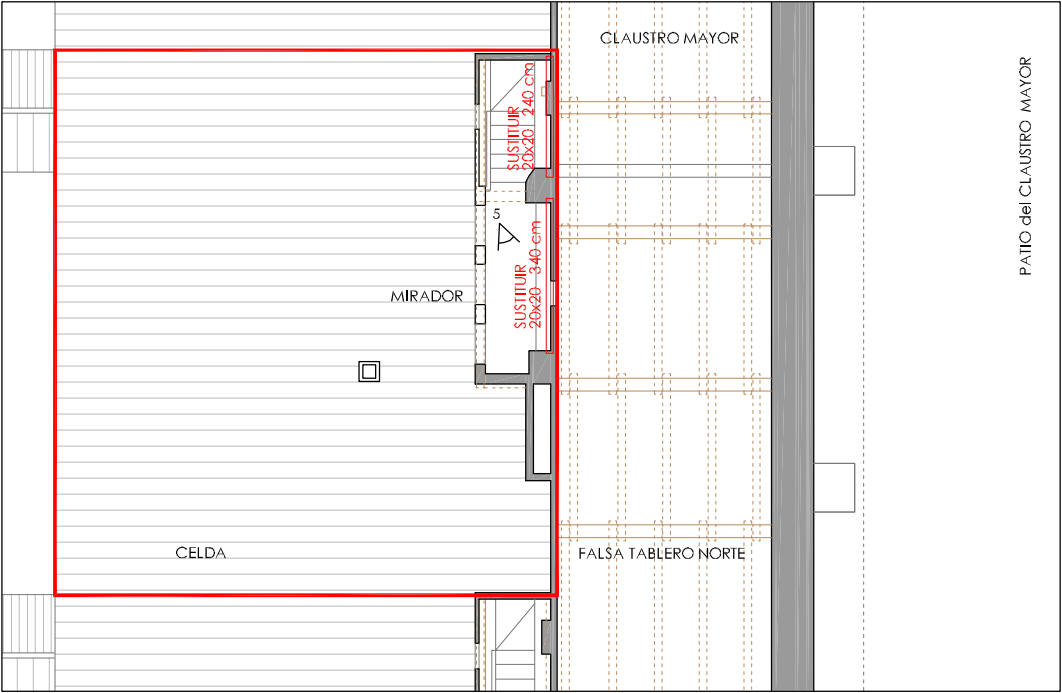 CLAUSTRO MAYOR
PATIO del CLAUSTRO MAYOR
SUSTITUIR
20x20 240 cm
5
SUSTITUIR
20x20 340 cm
MIRADOR
CELDA
FALSA TABLERO NORTE